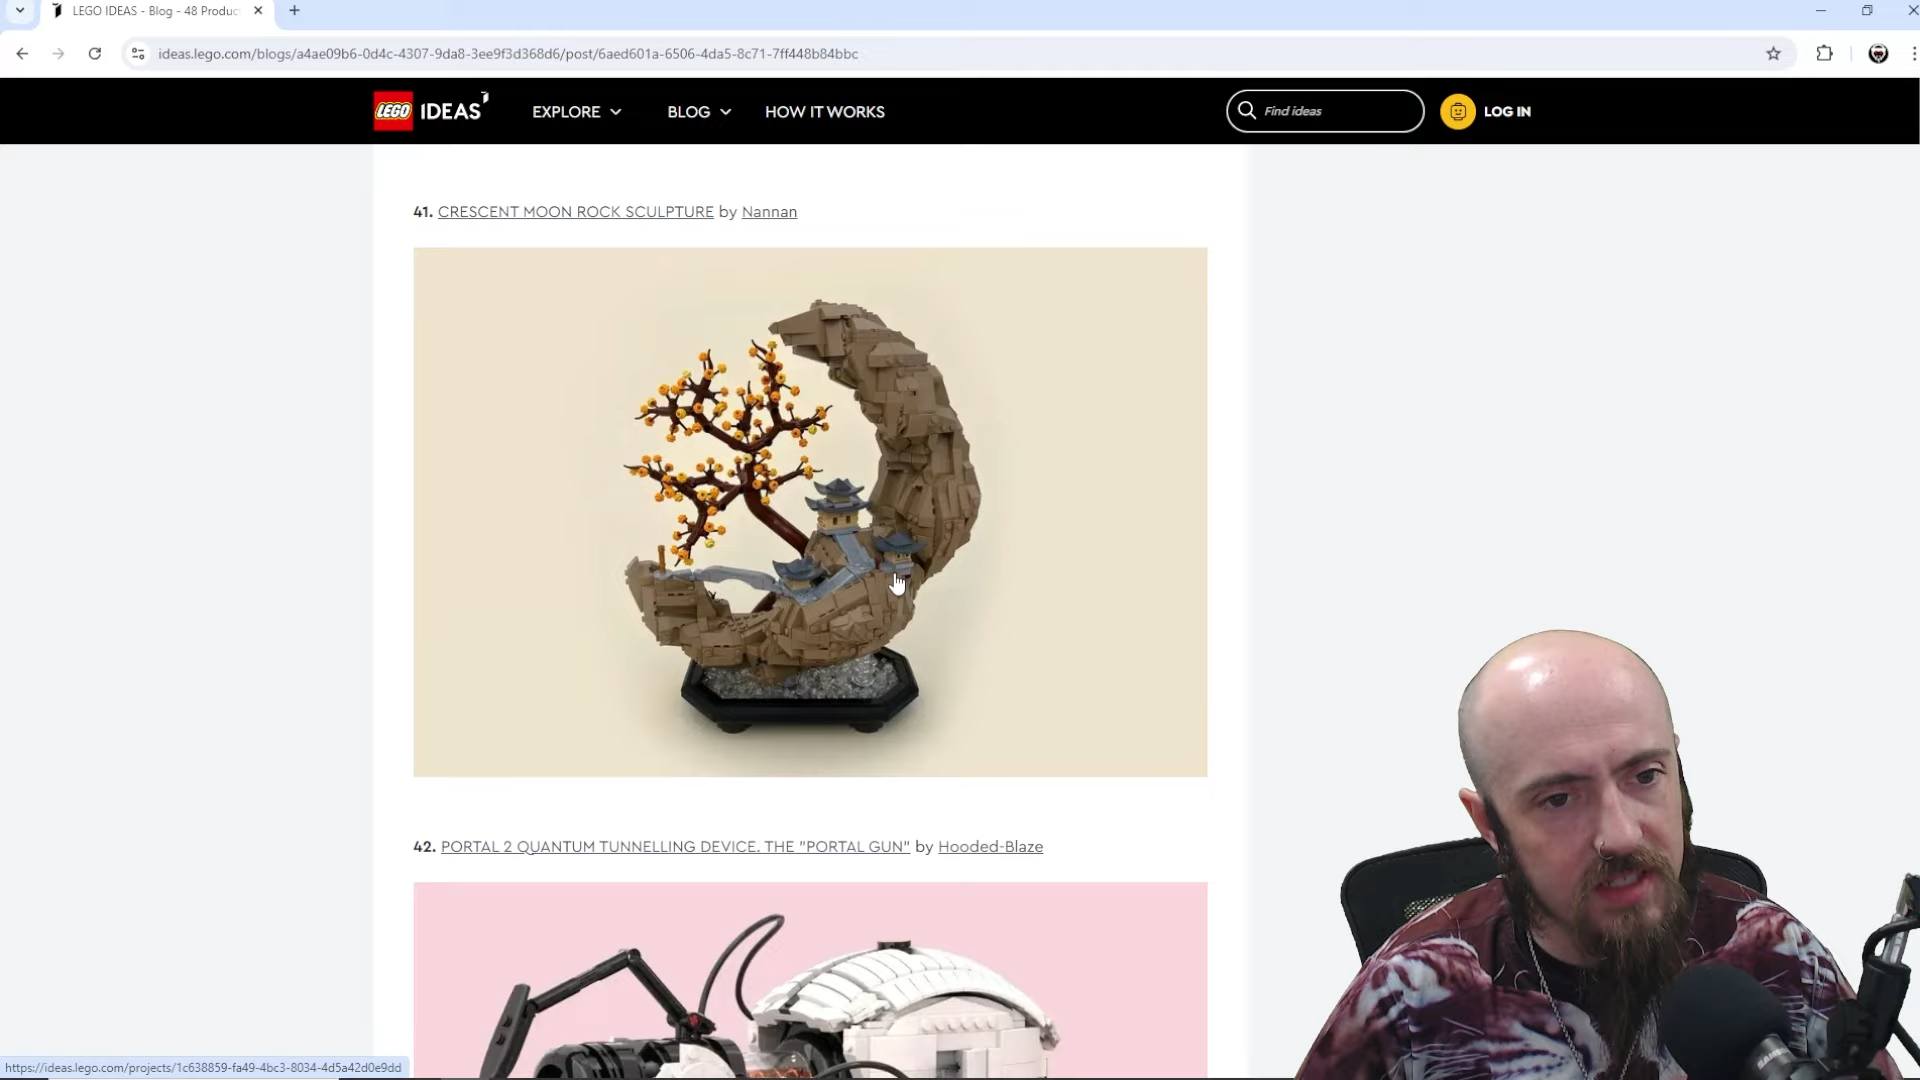 LEGO IDEAS - Blog - 48 Produc
ideas.lego.com/blogs/a4ae09b6-0d4c-4307-9da8-3ee9f3d368d6/post/6aed601a-6506-4da5-8c71-7ff448b84bbc
LEGO IDEAS EXPLORE BLOG HOW IT WORKS Find ideas LOG IN
41. CRESCENT MOON ROCK SCULPTURE by Nannan
42. PORTAL 2 QUANTUM TUNNELLING DEVICE. THE "PORTAL GUN" by Hooded-Blaze
https://ideas.lego.com/projects/1c638859-fa49-4bc3-8034-4d5a42d0e9dd